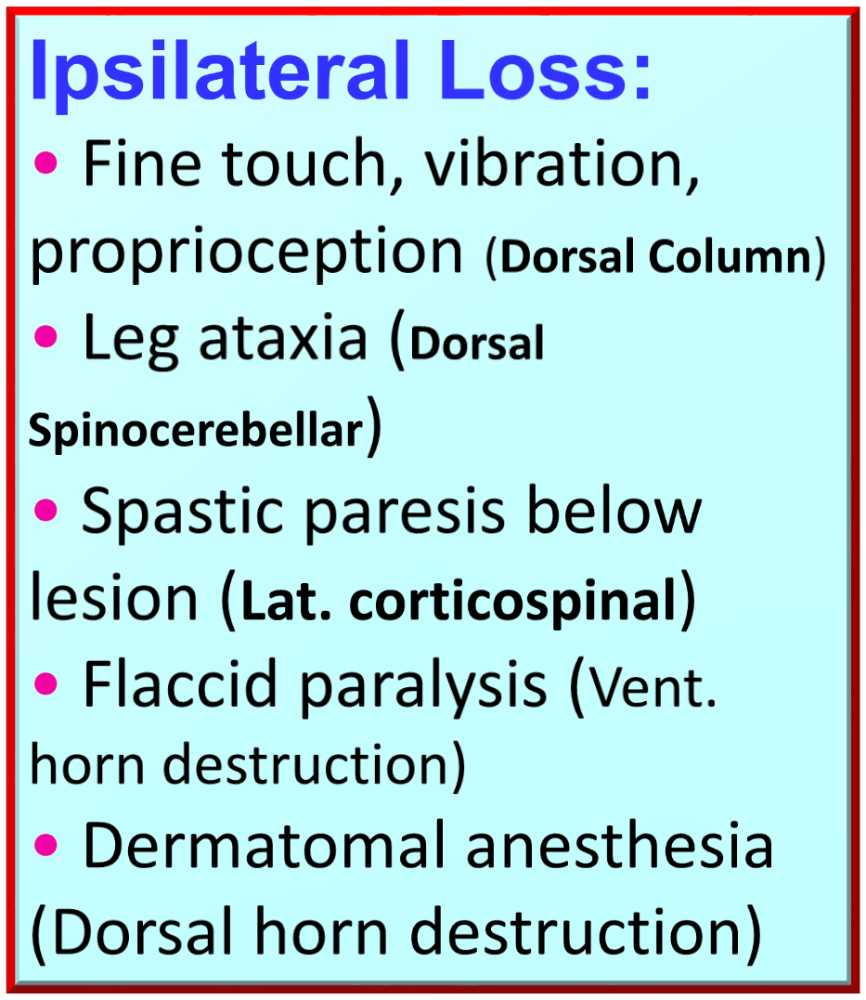 Ipsilateral Loss:
• Fine touch, vibration,
proprioception (Dorsal Column)
• Leg ataxia (Dorsal
Spinocerebellar)
• Spastic paresis below
lesion (Lat. corticospinal)
• Flaccid paralysis (Vent.
horn destruction)
• Dermatomal anesthesia
(Dorsal horn destruction)